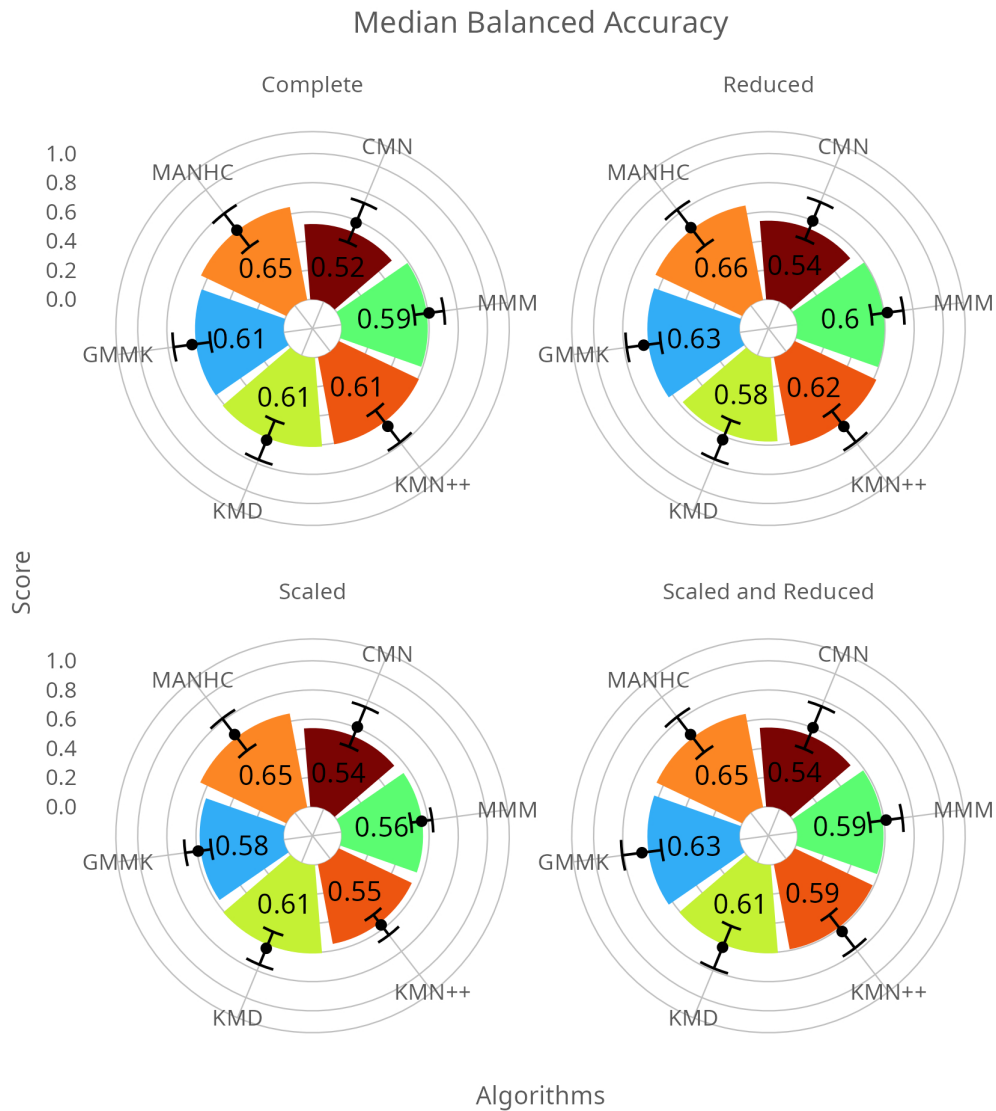 Median Balanced Accuracy
Complete
Reduced
1.0
0.8
0.6
0.4
0.2
0.0
CMN
MANHC
MMM
GMMK
KMN++
KMD
0.65
0.52
0.59
0.61
0.61
0.61
CMN
MANHC
MMM
GMMK
KMN++
KMD
0.66
0.54
0.6
0.63
0.58
0.62
Score
Scaled
Scaled and Reduced
1.0
0.8
0.6
0.4
0.2
0.0
CMN
MANHC
MMM
GMMK
KMN++
KMD
0.65
0.54
0.56
0.58
0.61
0.55
CMN
MANHC
MMM
GMMK
KMN++
KMD
0.65
0.54
0.59
0.63
0.61
0.59
Algorithms